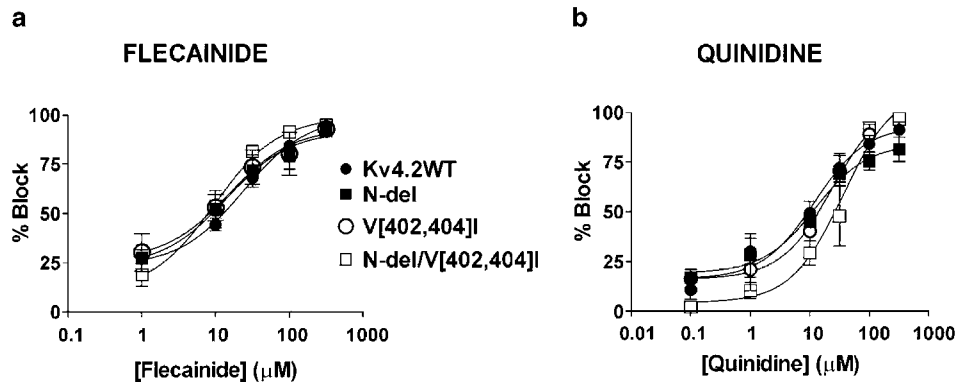 a
FLECAINIDE
% Block
100
75
50
25
0
0.1 1 10 100 1000
[Flecainide] (μM)
Kv4.2WT
N-del
V[402,404]I
N-del/V[402,404]I
b
QUINIDINE
% Block
100
75
50
25
0
0.01 0.1 1 10 100 1000
[Quinidine] (μM)